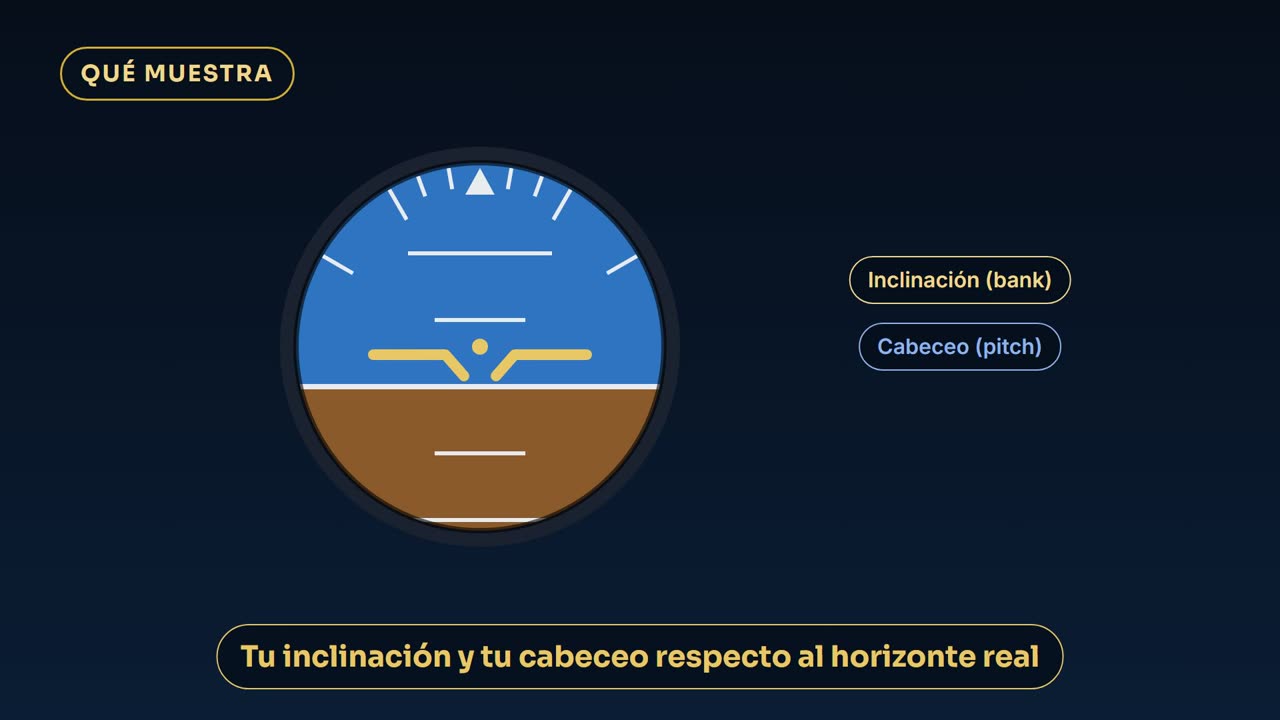 QUÉ MUESTRA
Inclinación (bank)
Cabeceo (pitch)
Tu inclinación y tu cabeceo respecto al horizonte real